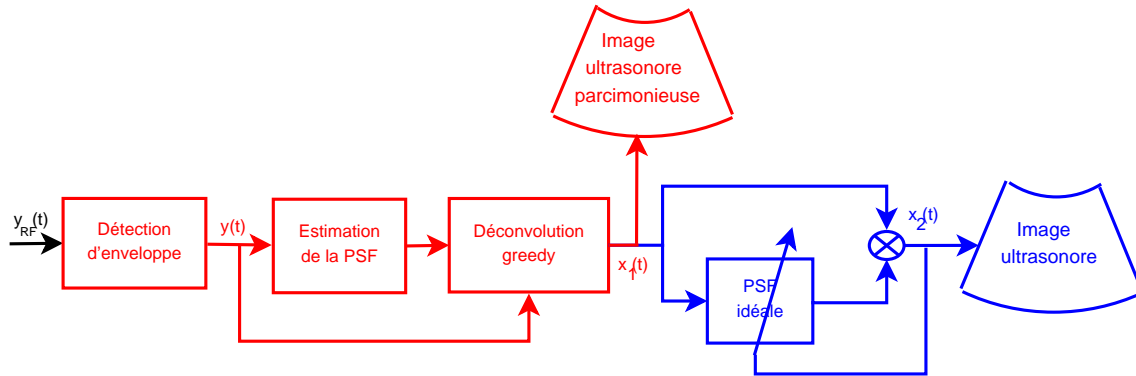 Image
ultrasonore
parcimonieuse
y_RF(t)
Détection
d'enveloppe
y(t)
Estimation
de la PSF
Déconvolution
greedy
x_1(t)
PSF
idéale
x_2(t)
Image
ultrasonore